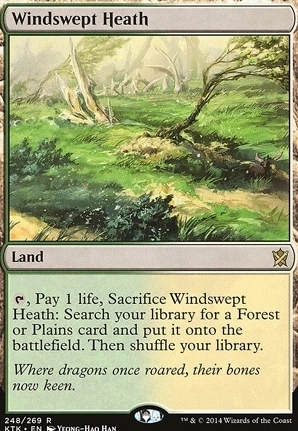 Windswept Heath
Land
, Pay 1 life, Sacrifice Windswept
Heath: Search your library for a Forest
or Plains card and put it onto the
battlefield. Then shuffle your library.
Where dragons once roared, their bones
now keen.
248/269 R
KTK • EN Yeong-Hao Han
™ & © 2014 Wizards of the Coast